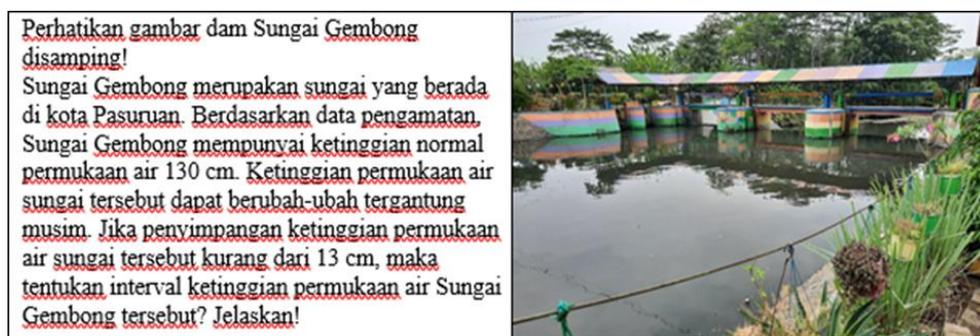 Perhatikan gambar dam Sungai Gembong
disamping!
Sungai Gembong merupakan sungai yang berada
di kota Pasuruan. Berdasarkan data pengamatan,
Sungai Gembong mempunyai ketinggian normal
permukaan air 130 cm. Ketinggian permukaan air
sungai tersebut dapat berubah-ubah tergantung
musim. Jika penyimpangan ketinggian permukaan
air sungai tersebut kurang dari 13 cm, maka
tentukan interval ketinggian permukaan air Sungai
Gembong tersebut? Jelaskan!